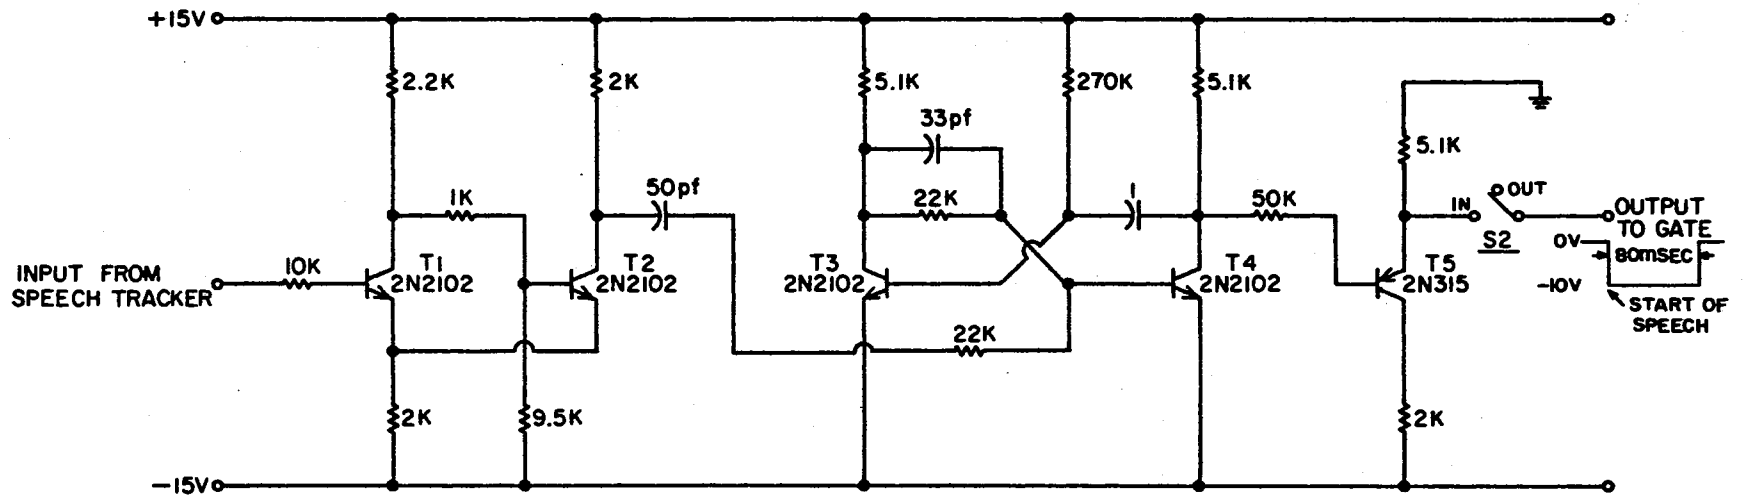 +15V
2.2K
2K
5.1K
270K
5.1K
33pf
5.1K
1K
50pf
22K
1
50K
OUT
IN
OUTPUT
TO GATE
S2
0V
80mSEC
INPUT FROM
SPEECH TRACKER
10K
T1
2N2102
T2
2N2102
T3
2N2102
T4
2N2102
T5
2N315
-10V
START OF
SPEECH
22K
2K
9.5K
2K
-15V